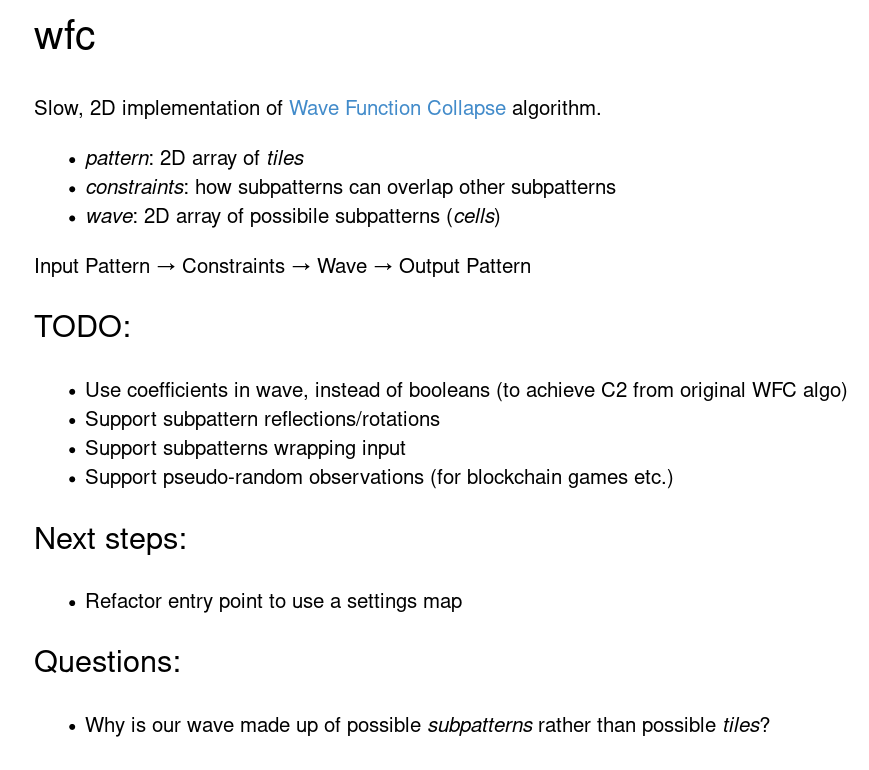 wfc
Slow, 2D implementation of Wave Function Collapse algorithm.
• pattern: 2D array of tiles
• constraints: how subpatterns can overlap other subpatterns
• wave: 2D array of possibile subpatterns (cells)
Input Pattern → Constraints → Wave → Output Pattern
TODO:
• Use coefficients in wave, instead of booleans (to achieve C2 from original WFC algo)
• Support subpattern reflections/rotations
• Support subpatterns wrapping input
• Support pseudo-random observations (for blockchain games etc.)
Next steps:
• Refactor entry point to use a settings map
Questions:
• Why is our wave made up of possible subpatterns rather than possible tiles?